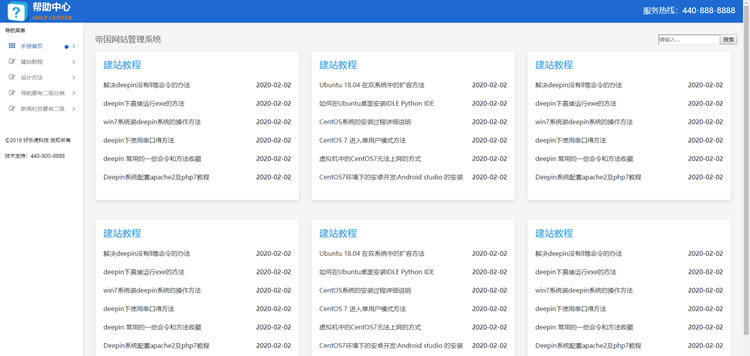 帮助中心
HELP CENTER
服务热线：440-888-8888
导航菜单
手册首页
建站教程
设计方法
导航要有二级分类
新闻栏目要有二级
©2018 好乐虎科技 版权所有
技术支持：440-800-8888
帝国网站管理系统
请输入...
搜索
建站教程
解决deepin没有ll等命令的办法 2020-02-02
deepin下直接运行exe的方法 2020-02-02
win7系统装deepin系统的操作方法 2020-02-02
deepin下使用串口得方法 2020-02-02
deepin 常用的一些命令和方法收藏 2020-02-02
Deepin系统配置apache2及php7教程 2020-02-02
建站教程
Ubuntu 18.04 在双系统中的扩容方法 2020-02-02
如何在Ubuntu桌面安装IDLE Python IDE 2020-02-02
CentOS系统的安装过程详细说明 2020-02-02
CentOS 7 进入单用户模式方法 2020-02-02
虚拟机中的CentOS7无法上网的方式 2020-02-02
CentOS7环境下的安卓开发:Android studio 的安装 2020-02-02
建站教程
解决deepin没有ll等命令的办法 2020-02-02
deepin下直接运行exe的方法 2020-02-02
win7系统装deepin系统的操作方法 2020-02-02
deepin下使用串口得方法 2020-02-02
deepin 常用的一些命令和方法收藏 2020-02-02
Deepin系统配置apache2及php7教程 2020-02-02
建站教程
解决deepin没有ll等命令的办法 2020-02-02
deepin下直接运行exe的方法 2020-02-02
win7系统装deepin系统的操作方法 2020-02-02
deepin下使用串口得方法 2020-02-02
deepin 常用的一些命令和方法收藏 2020-02-02
Deepin系统配置apache2及php7教程 2020-02-02
建站教程
Ubuntu 18.04 在双系统中的扩容方法 2020-02-02
如何在Ubuntu桌面安装IDLE Python IDE 2020-02-02
CentOS系统的安装过程详细说明 2020-02-02
CentOS 7 进入单用户模式方法 2020-02-02
虚拟机中的CentOS7无法上网的方式 2020-02-02
CentOS7环境下的安卓开发:Android studio 的安装 2020-02-02
建站教程
解决deepin没有ll等命令的办法 2020-02-02
deepin下直接运行exe的方法 2020-02-02
win7系统装deepin系统的操作方法 2020-02-02
deepin下使用串口得方法 2020-02-02
deepin 常用的一些命令和方法收藏 2020-02-02
Deepin系统配置apache2及php7教程 2020-02-02